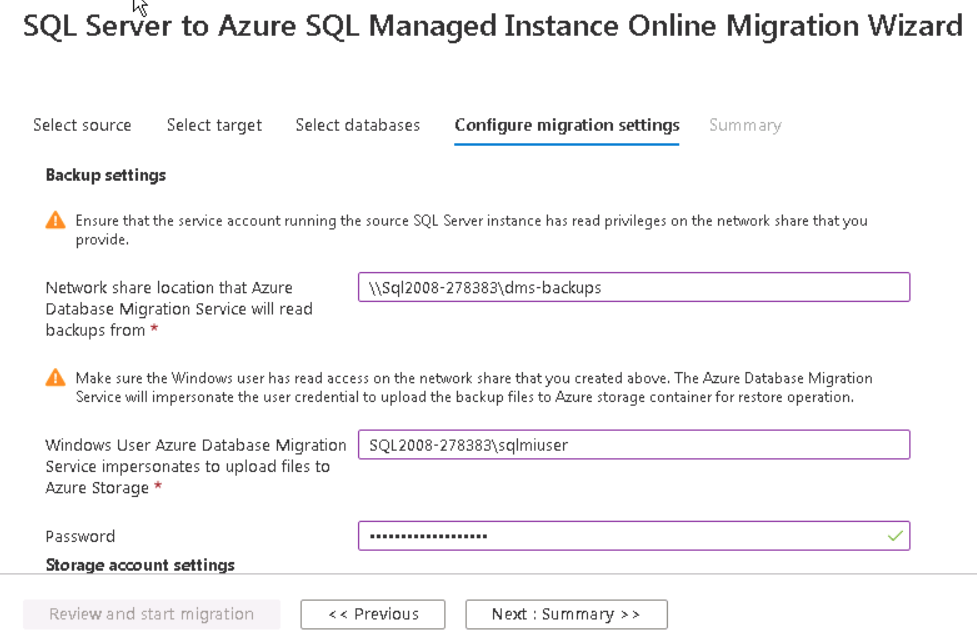 SQL Server to Azure SQL Managed Instance Online Migration Wizard
Select source Select target Select databases Configure migration settings Summary
Backup settings
Ensure that the service account running the source SQL Server instance has read privileges on the network share that you
provide.
Network share location that Azure
Database Migration Service will read
backups from *
\\Sql2008-278383\dms-backups
Make sure the Windows user has read access on the network share that you created above. The Azure Database Migration
Service will impersonate the user credential to upload the backup files to Azure storage container for restore operation.
Windows User Azure Database Migration
Service impersonates to upload files to
Azure Storage *
SQL2008-278383\sqlmiuser
Password
Storage account settings
Review and start migration << Previous Next : Summary >>